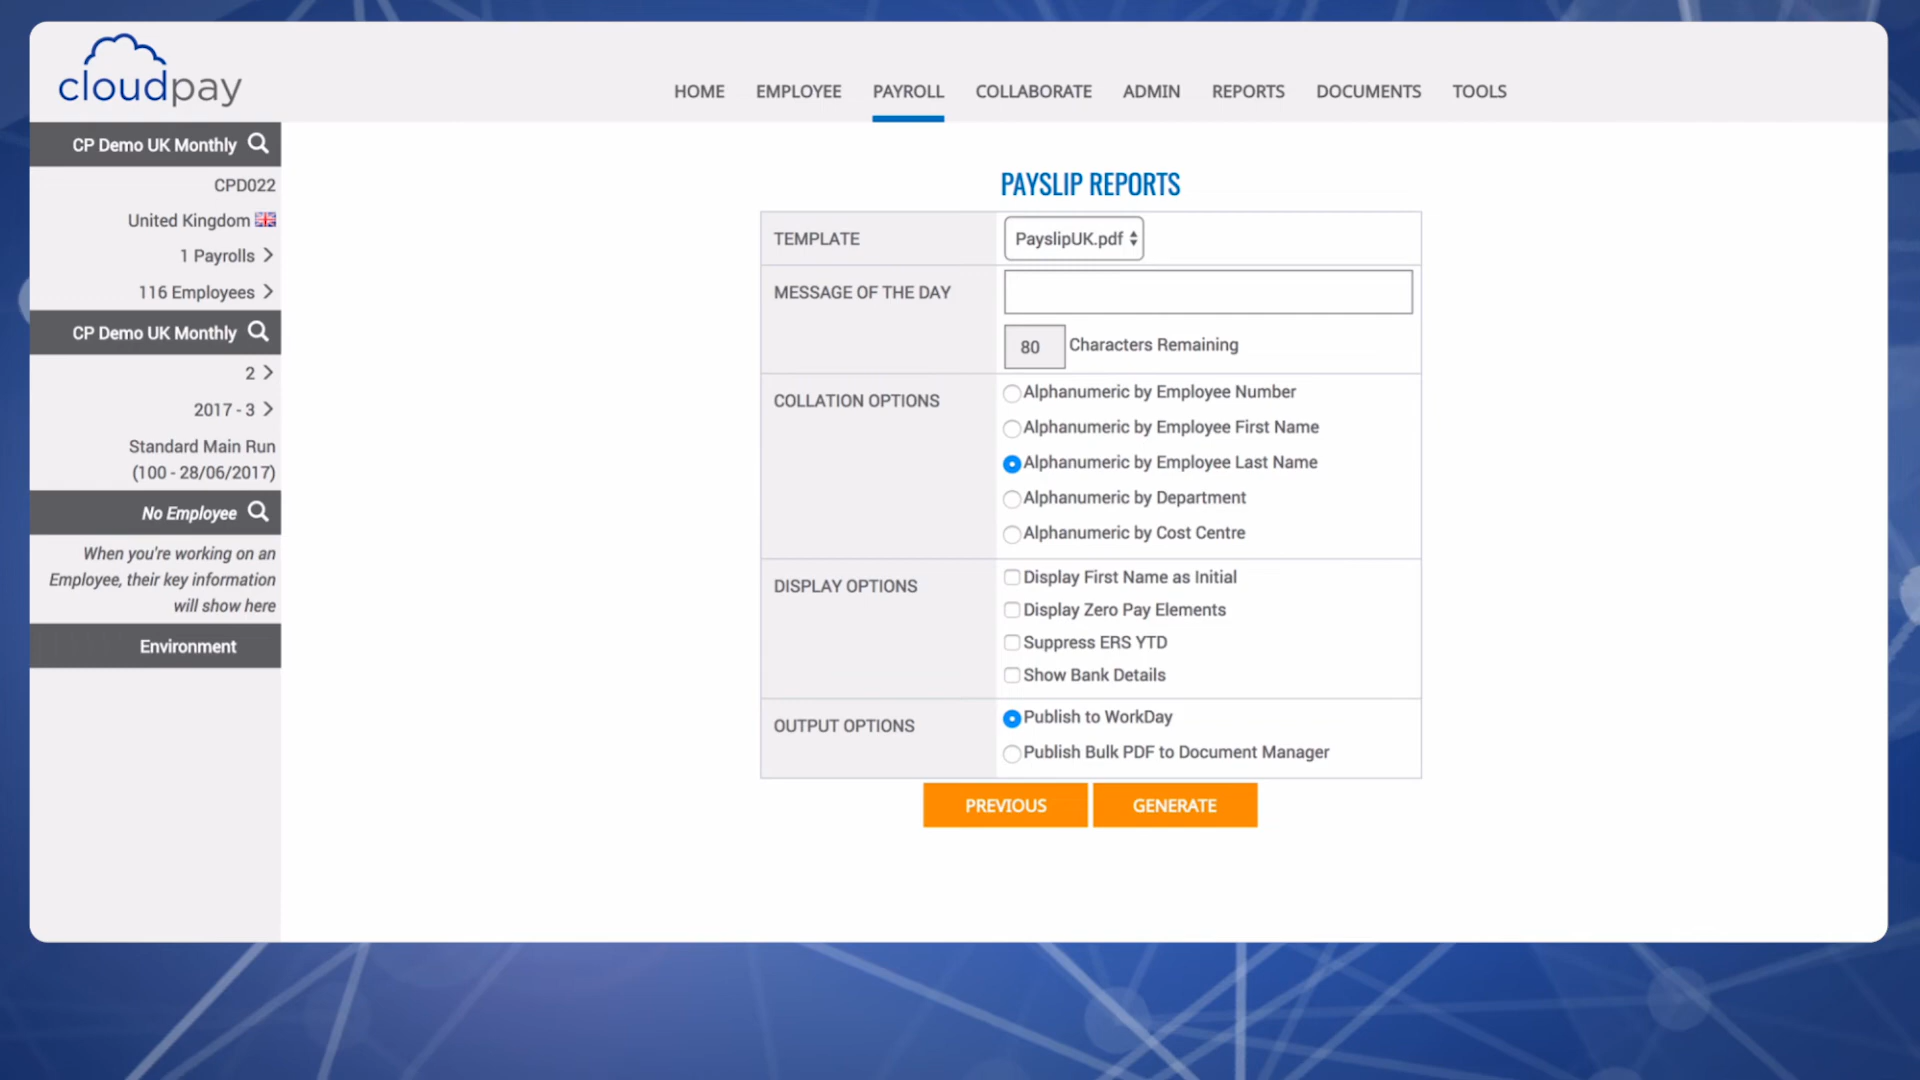 cloudpay
HOME EMPLOYEE PAYROLL COLLABORATE ADMIN REPORTS DOCUMENTS TOOLS
CP Demo UK Monthly
CPD022
United Kingdom
1 Payrolls
116 Employees
CP Demo UK Monthly
2
2017 - 3
Standard Main Run
(100 - 28/06/2017)
No Employee
When you're working on an
Employee, their key information
will show here
Environment
PAYSLIP REPORTS
TEMPLATE PayslipUK.pdf
MESSAGE OF THE DAY
80 Characters Remaining
COLLATION OPTIONS
Alphanumeric by Employee Number
Alphanumeric by Employee First Name
Alphanumeric by Employee Last Name
Alphanumeric by Department
Alphanumeric by Cost Centre
DISPLAY OPTIONS
Display First Name as Initial
Display Zero Pay Elements
Suppress ERS YTD
Show Bank Details
OUTPUT OPTIONS
Publish to WorkDay
Publish Bulk PDF to Document Manager
PREVIOUS GENERATE